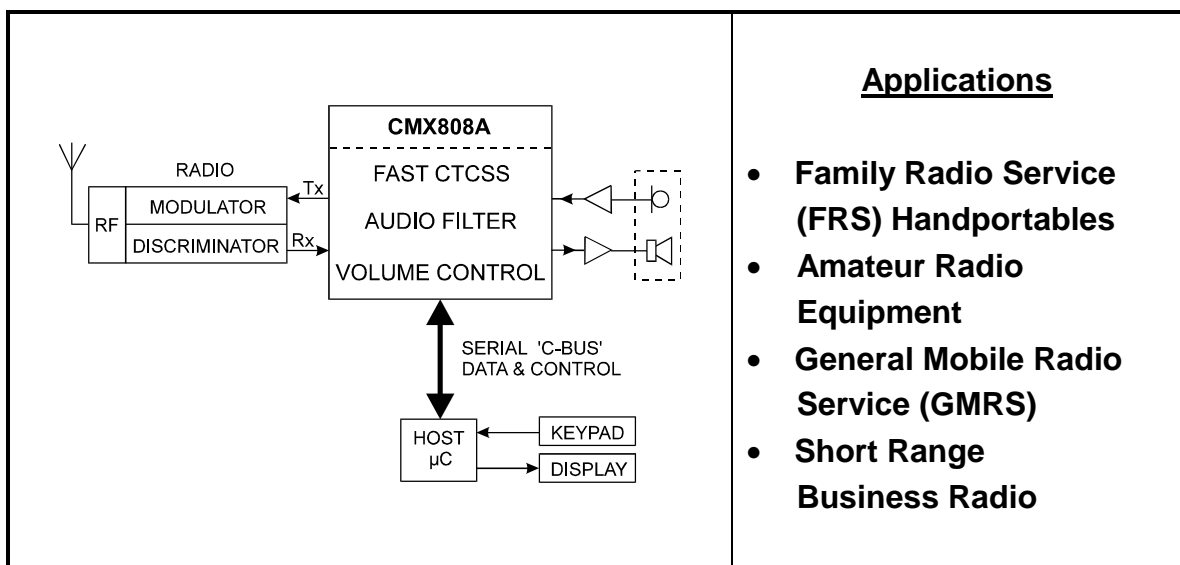 CMX808A
FAST CTCSS
AUDIO FILTER
VOLUME CONTROL
RADIO
RF
MODULATOR
DISCRIMINATOR
Tx
Rx
SERIAL 'C-BUS'
DATA & CONTROL
HOST
µC
KEYPAD
DISPLAY
Applications
• Family Radio Service
(FRS) Handportables
• Amateur Radio
Equipment
• General Mobile Radio
Service (GMRS)
• Short Range
Business Radio